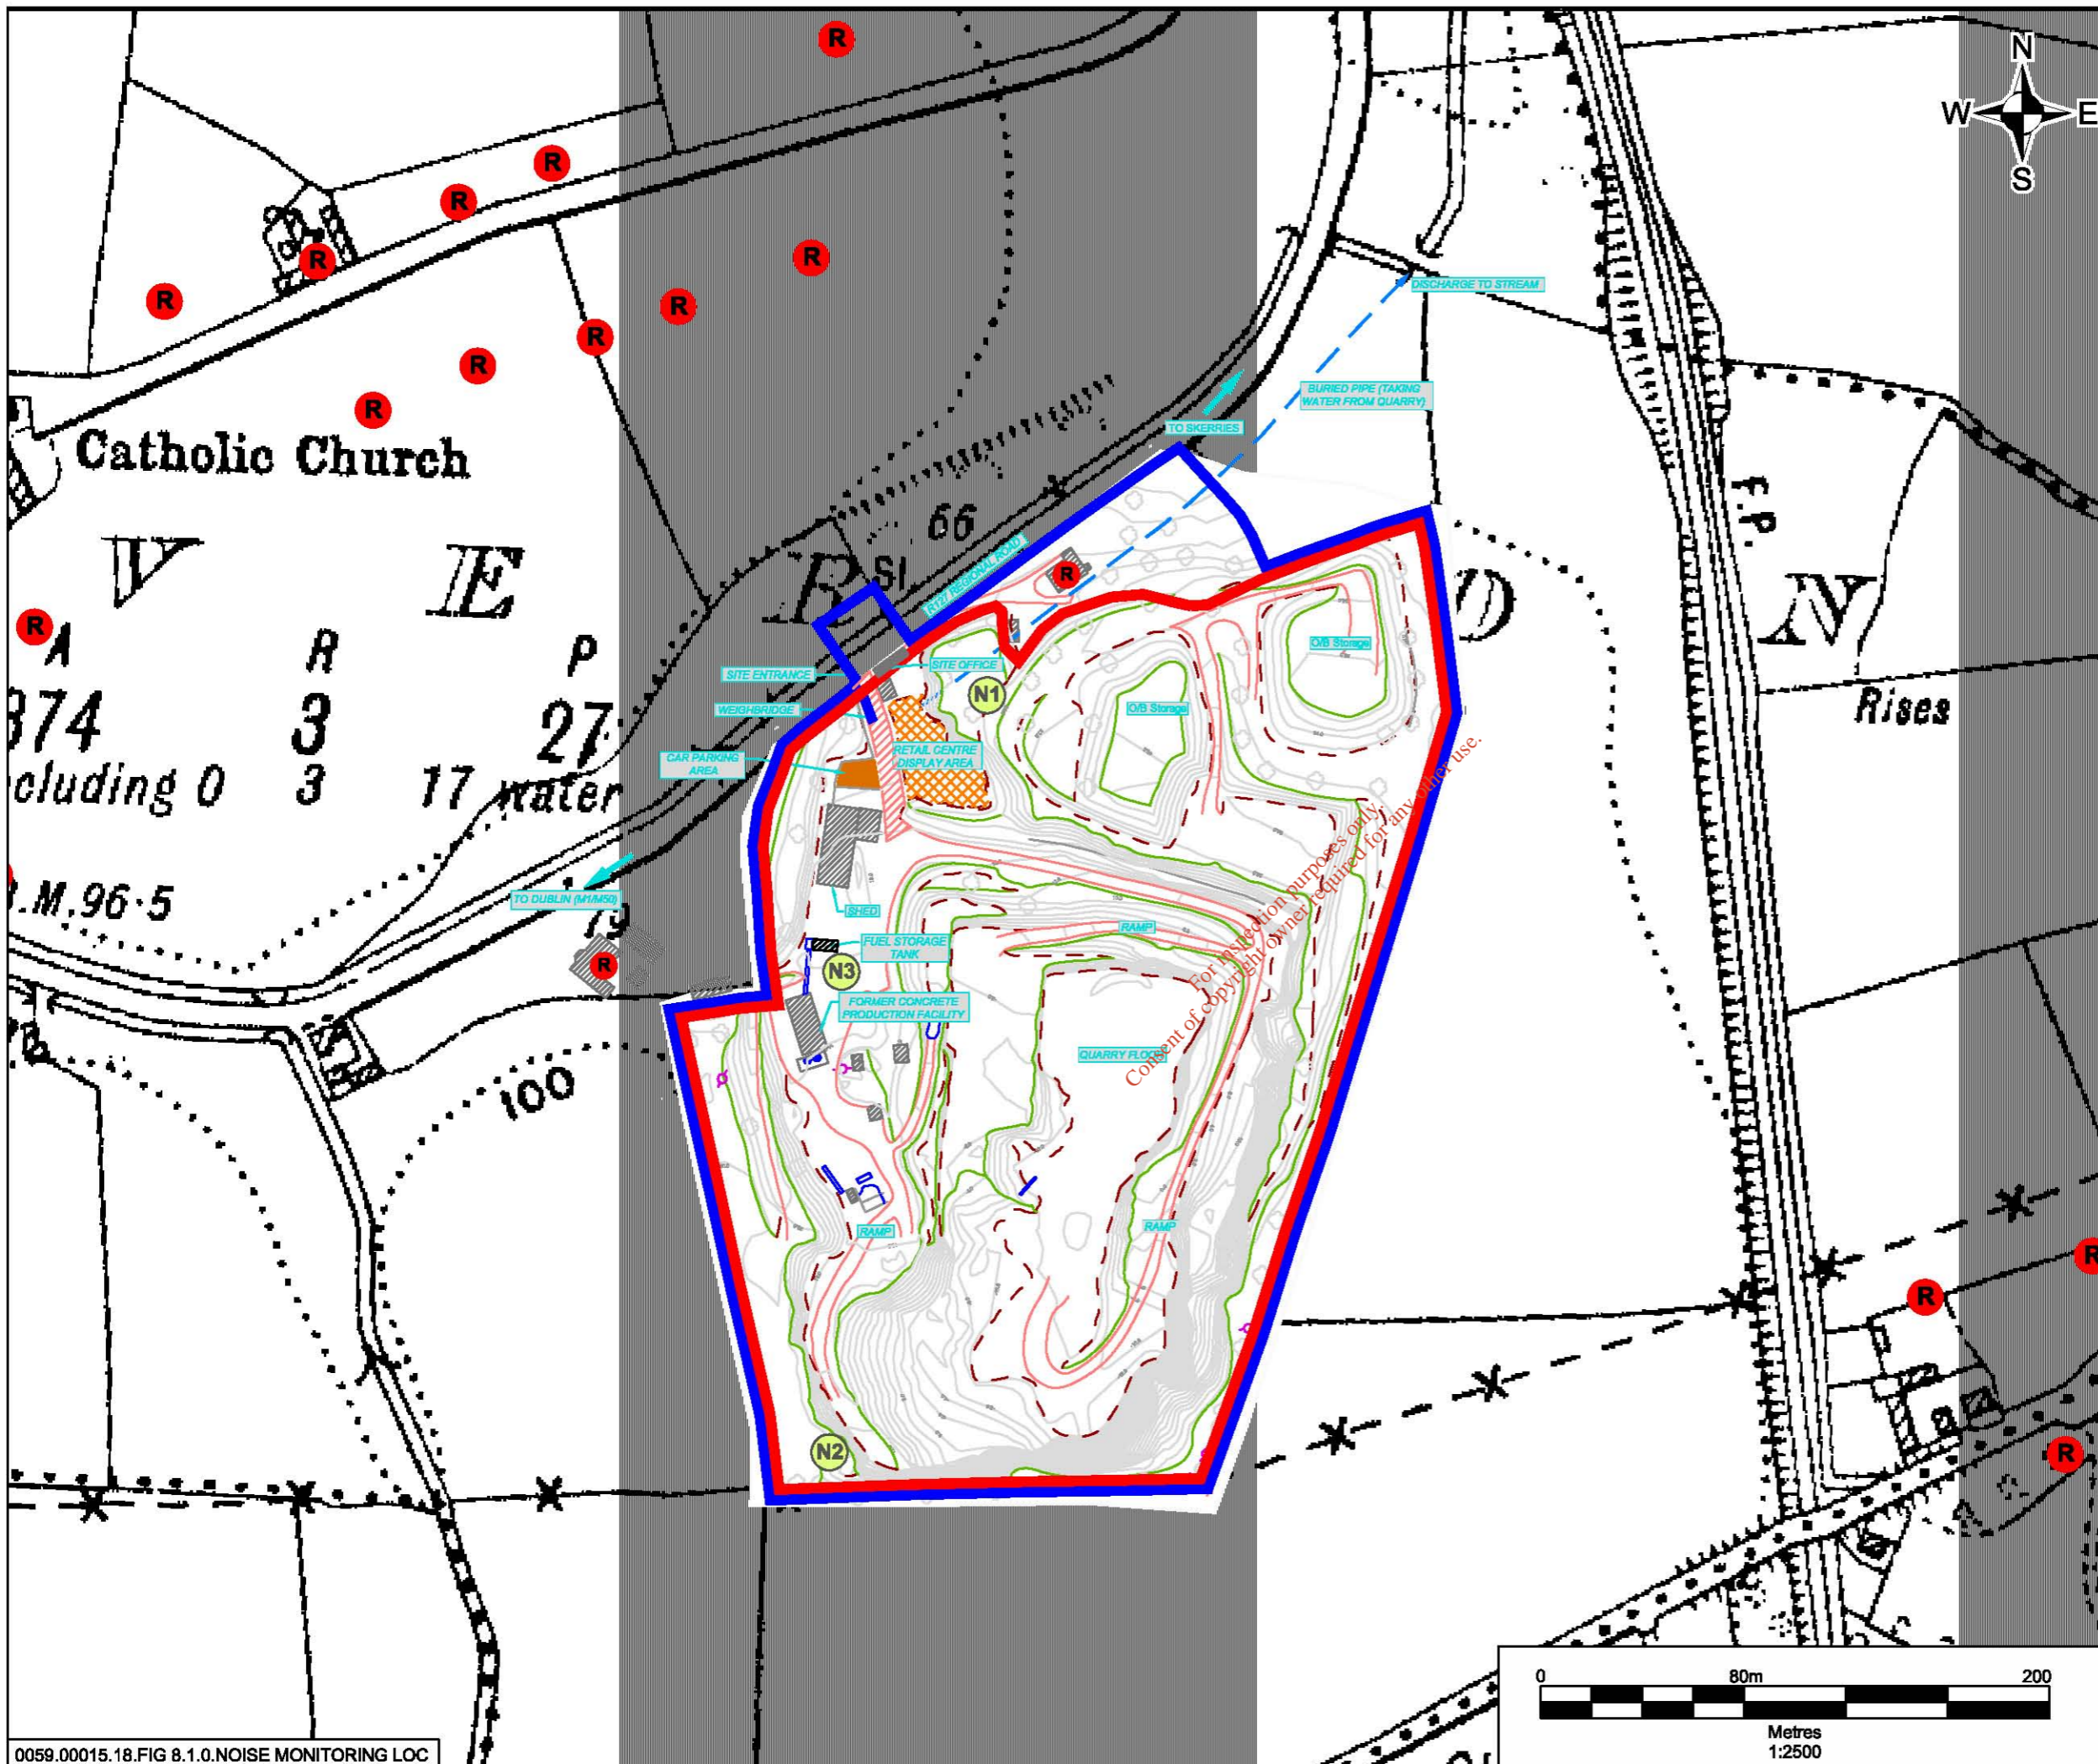 N
W E
S
R
R
R
R
R
R
R
R
R
R
DISCHARGE TO STREAM
BURIED PIPE (TAKING
WATER FROM QUARRY)
TO SKERRIES
Catholic Church
66
F.P.
V E R D N
SI
R127 REGIONAL ROAD
R
R
A R P
374 3 27
cluding 0 3 17 water
Rises
SITE ENTRANCE
SITE OFFICE
N1
O/B Storage
O/B Storage
WEIGHBRIDGE
RETAIL CENTRE
DISPLAY AREA
CAR PARKING
AREA
B.M. 96·5
TO DUBLIN (M1/M50)
79
SHED
RAMP
FUEL STORAGE
TANK
N3
R
FORMER CONCRETE
PRODUCTION FACILITY
QUARRY FLOOR
For inspection purposes only.
Consent of copyright owner required for any other use.
100
RAMP
RAMP
R
R
N2
R
0 80m 200
Metres
1:2500
0059.00015.18.FIG 8.1.0.NOISE MONITORING LOC